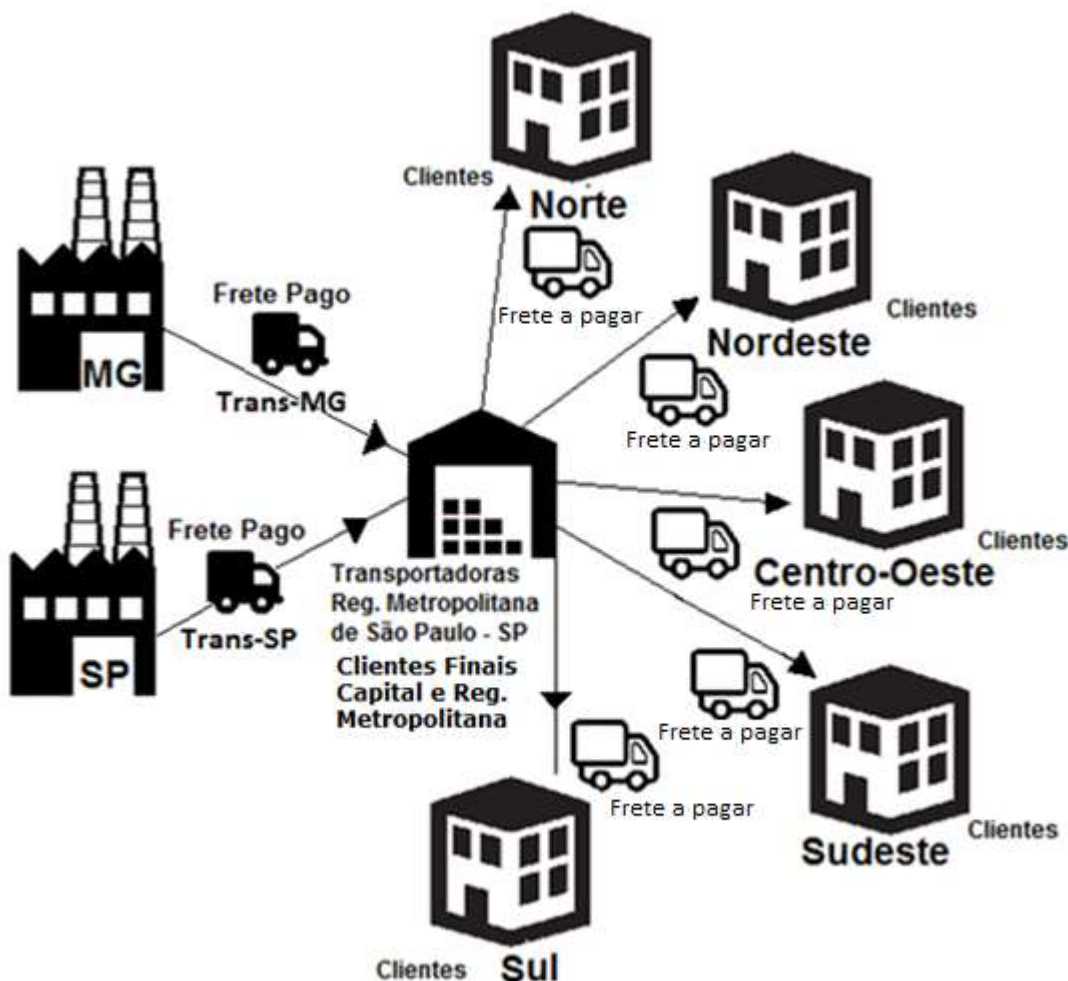 Clientes
Norte
Frete a pagar
Clientes
Nordeste
Frete Pago
MG
Trans-MG
Frete a pagar
Clientes
Centro-Oeste
Frete a pagar
Frete Pago
SP
Trans-SP
Transportadoras
Reg. Metropolitana
de São Paulo - SP
Clientes Finais
Capital e Reg.
Metropolitana
Frete a pagar
Clientes
Sudeste
Frete a pagar
Clientes
Sul